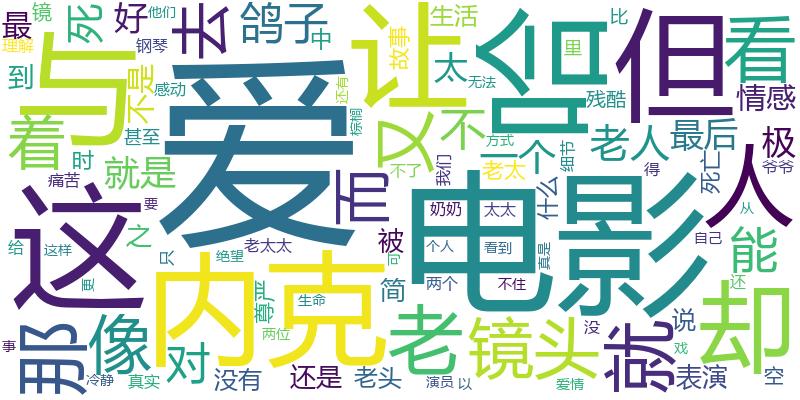 最
镜
死
好
他们
去
鸽子
中
让
生活
故事
哈
比
里
但
看
理解
钢琴
与
到
不是
感动
爱
还有
太
无法
残酷
情感
着
甚至
棕榈
又
不
方式
一个
细节
老人
最后
极
时
就是
而
不了
我们
老太
什么
得
死亡
人
爷爷
痛苦
要
这
之
老太太
被
电影
奶奶
太太
从
给
这样
只
绝望
可
个人
看到
真是
自己
能
更
内克
尊严
生命
简
两个
不住
还
事
那
像
对
两位
老
镜头
没
就
说
却
戏
冷静
真实
没有
还是
老头
演员
以
爱情
表演
空